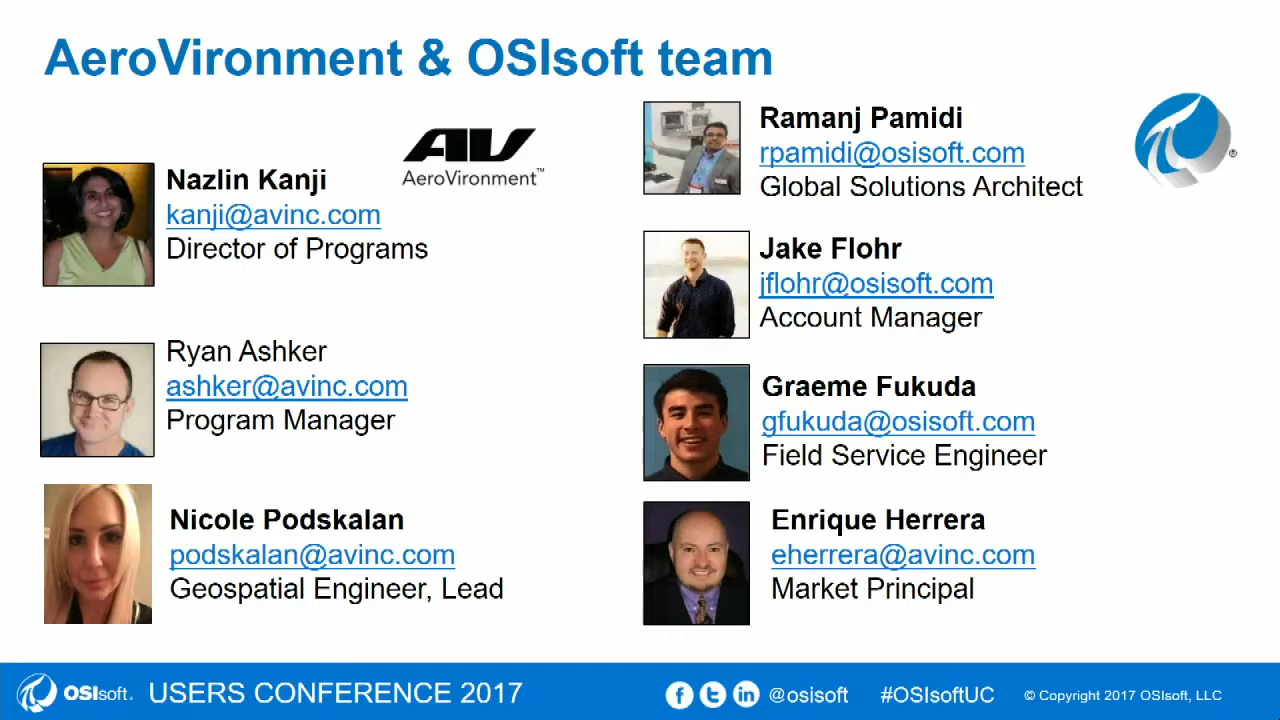 AeroVironment & OSIsoft team
AV
AeroVironment™
Nazlin Kanji
kanji@avinc.com
Director of Programs
Ryan Ashker
ashker@avinc.com
Program Manager
Nicole Podskalan
podskalan@avinc.com
Geospatial Engineer, Lead
®
Ramanj Pamidi
rpamidi@osisoft.com
Global Solutions Architect
Jake Flohr
jflohr@osisoft.com
Account Manager
Graeme Fukuda
gfukuda@osisoft.com
Field Service Engineer
Enrique Herrera
eherrera@avinc.com
Market Principal
OSIsoft. USERS CONFERENCE 2017 @osisoft #OSIsoftUC © Copyright 2017 OSIsoft, LLC